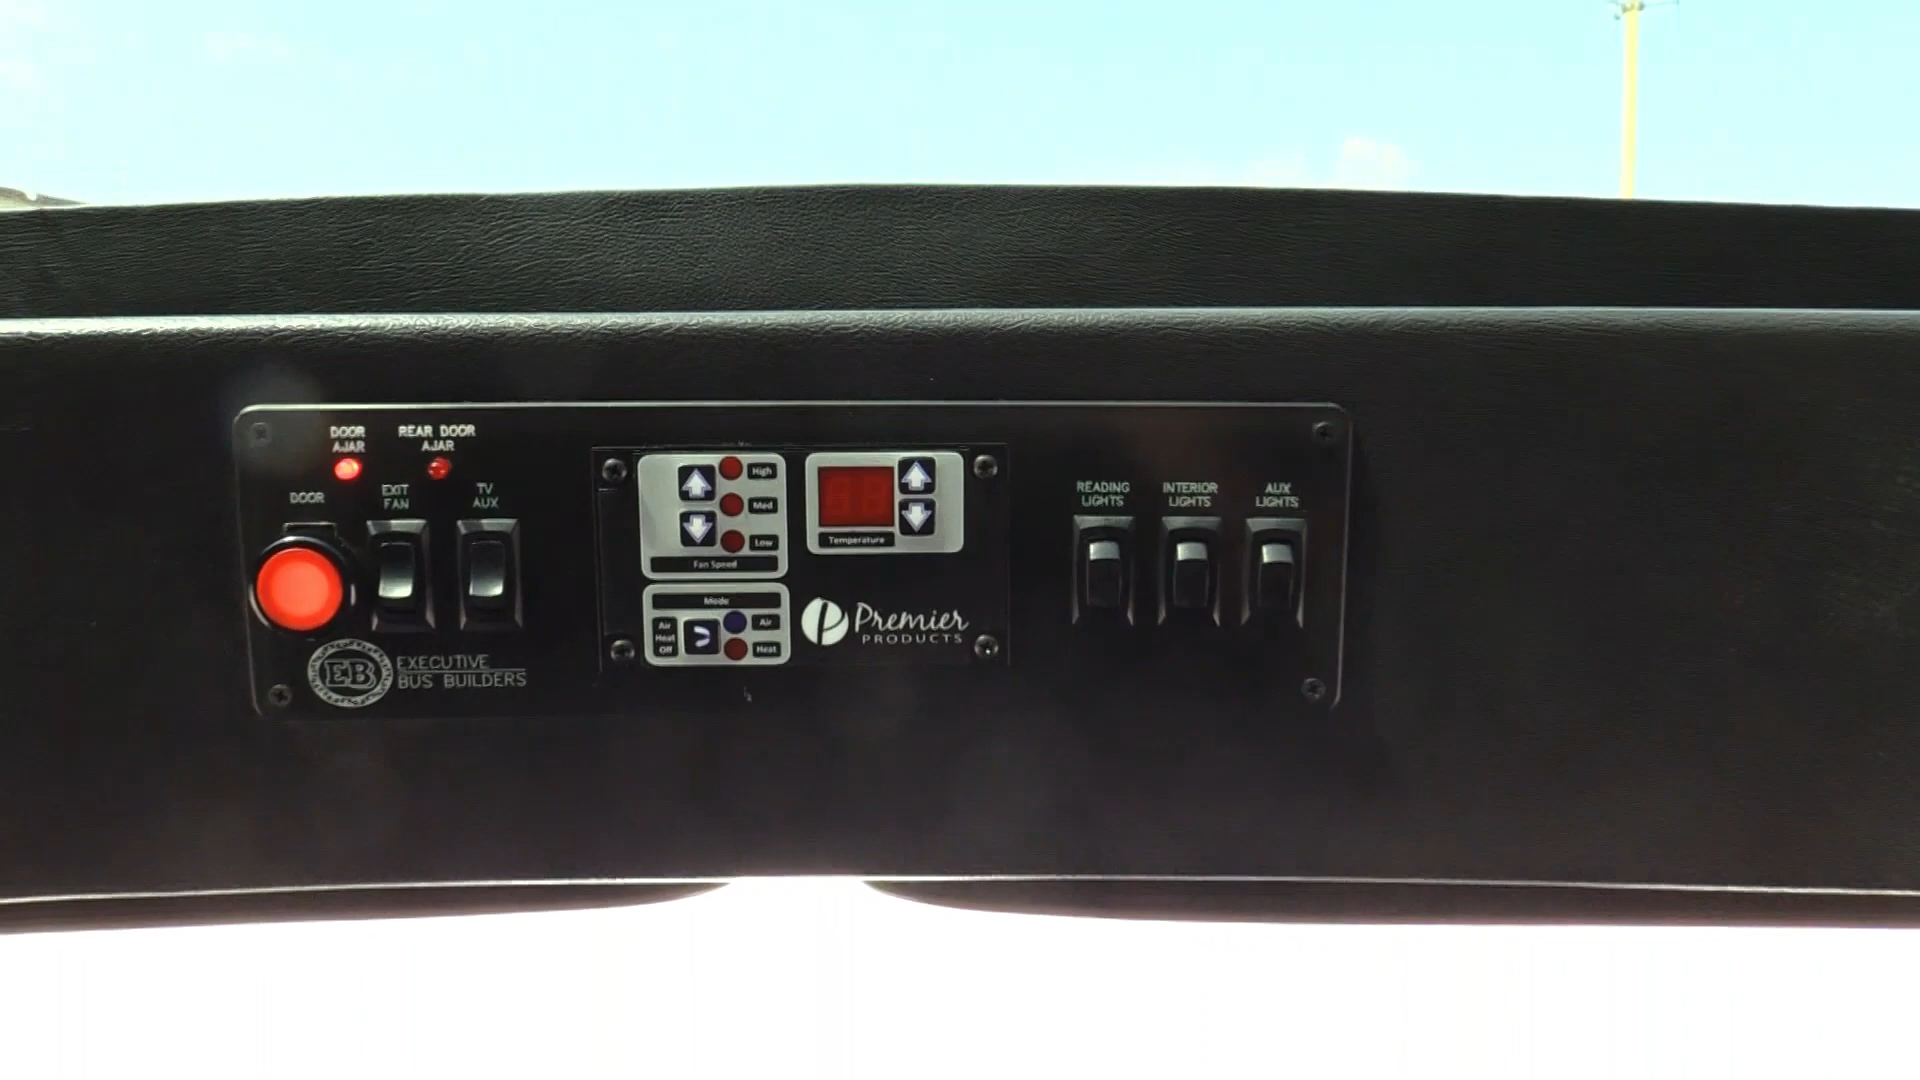 DOOR
AJAR
REAR DOOR
AJAR
DOOR
EXIT
FAN
TV
AUX
EB
EXECUTIVE
BUS BUILDERS
High
Med
Low
Fan Speed
Mode
Air
Heat
Off
Air
Heat
Temperature
Premier
PRODUCTS
READING
LIGHTS
INTERIOR
LIGHTS
AUX
LIGHTS